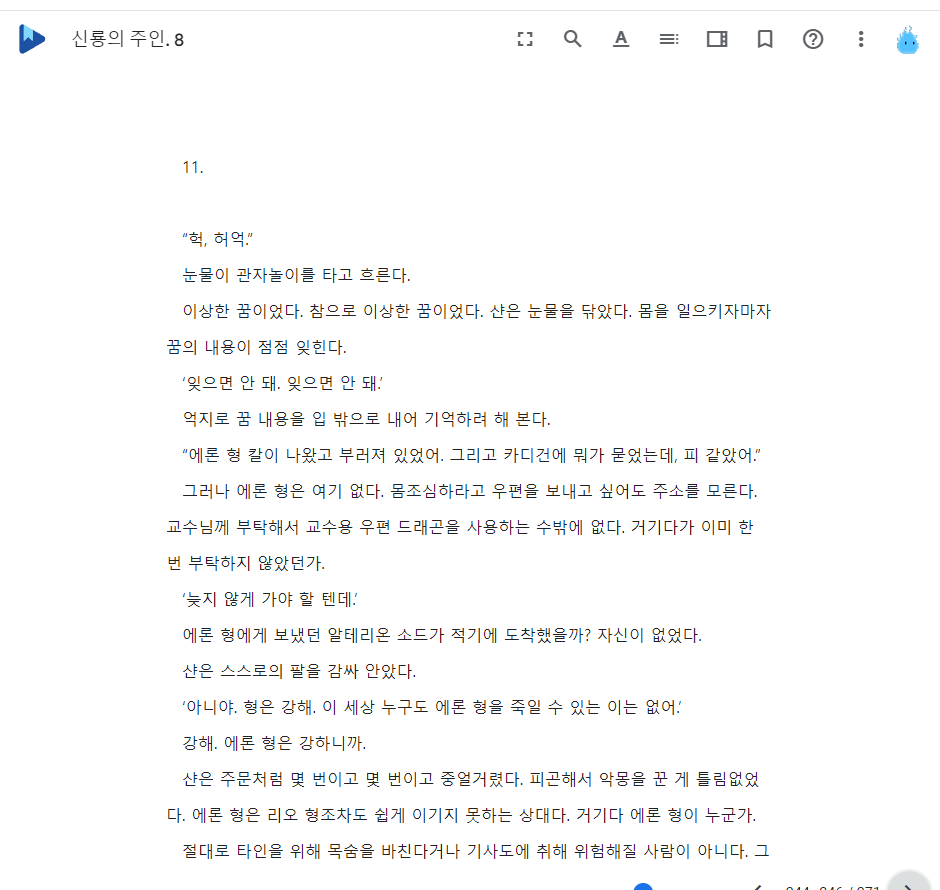 신룡의 주인. 8
11.
“헉, 허억.”
눈물이 관자놀이를 타고 흐른다.
이상한 꿈이었다. 참으로 이상한 꿈이었다. 샨은 눈물을 닦았다. 몸을 일으키자마자
꿈의 내용이 점점 잊힌다.
‘잊으면 안 돼. 잊으면 안 돼.’
억지로 꿈 내용을 입 밖으로 내어 기억하려 해 본다.
“에론 형 칼이 나왔고 부러져 있었어. 그리고 카디건에 뭐가 묻었는데, 피 같았어.”
그러나 에론 형은 여기 없다. 몸조심하라고 우편을 보내고 싶어도 주소를 모른다.
교수님께 부탁해서 교수용 우편 드래곤을 사용하는 수밖에 없다. 거기다가 이미 한
번 부탁하지 않았던가.
‘늦지 않게 가야 할 텐데.’
에론 형에게 보냈던 알테리온 소드가 적기에 도착했을까? 자신이 없었다.
샨은 스스로의 팔을 감싸 안았다.
‘아니야. 형은 강해. 이 세상 누구도 에론 형을 죽일 수 있는 이는 없어.’
강해. 에론 형은 강하니까.
샨은 주문처럼 몇 번이고 몇 번이고 중얼거렸다. 피곤해서 악몽을 꾼 게 틀림없었
다. 에론 형은 리오 형조차도 쉽게 이기지 못하는 상대다. 거기다 에론 형이 누군가.
절대로 타인을 위해 목숨을 바친다거나 기사도에 취해 위험해질 사람이 아니다. 그